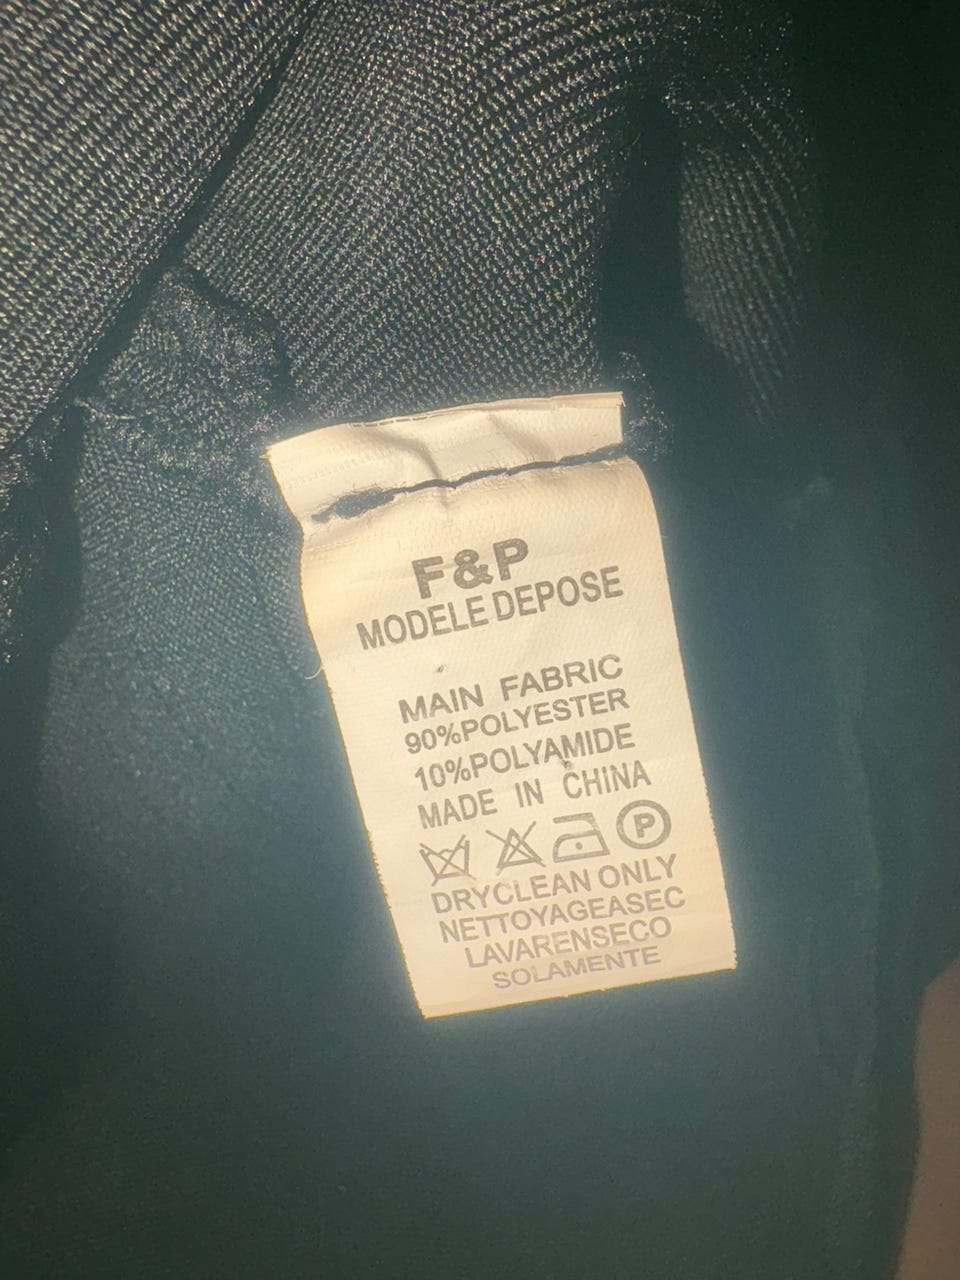 F&P
MODELE DEPOSE
MAIN FABRIC
90%POLYESTER
10%POLYAMIDE
MADE IN CHINA
P
DRYCLEAN ONLY
NETTOYAGEASEC
LAVARENSECO
SOLAMENTE